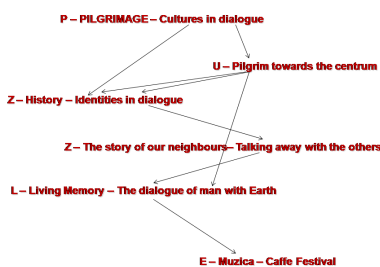 P – PILGRIMAGE – Cultures in dialogue
U – Pilgrim towards the centrum
Z – History – Identities in dialogue
Z – The story of our neighbours– Talking away with the others
L – Living Memory – The dialogue of man with Earth
E – Muzica – Caffe Festival